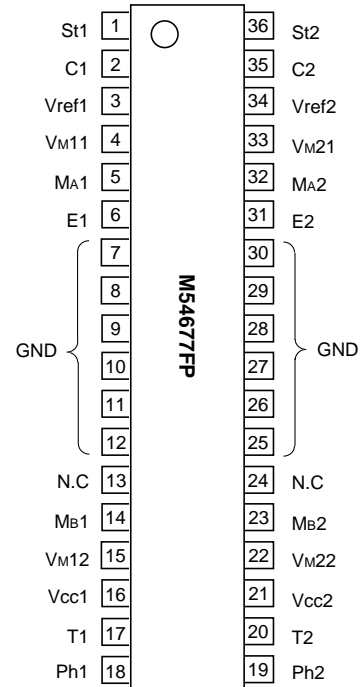 St1 1 36 St2
C1 2 35 C2
Vref1 3 34 Vref2
VM11 4 33 VM21
MA1 5 32 MA2
E1 6 31 E2
7 30
8 29
9 28
GND 10 27 GND
11 26
12 25
N.C 13 24 N.C
MB1 14 23 MB2
VM12 15 22 VM22
Vcc1 16 21 Vcc2
T1 17 20 T2
Ph1 18 19 Ph2
M54677FP